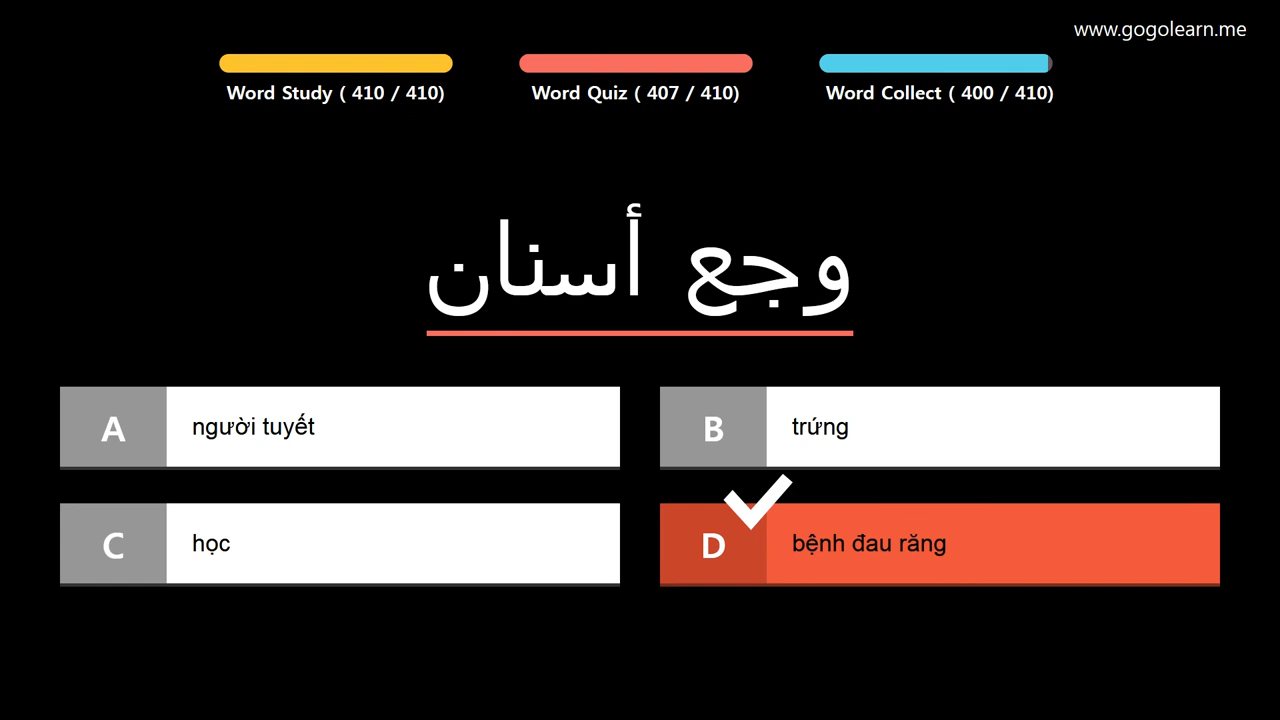 www.gogolearn.me
Word Study ( 410 / 410)
Word Quiz ( 407 / 410)
Word Collect ( 400 / 410)
وجع أسنان
A
người tuyết
B
trứng
C
học
D
bệnh đau răng